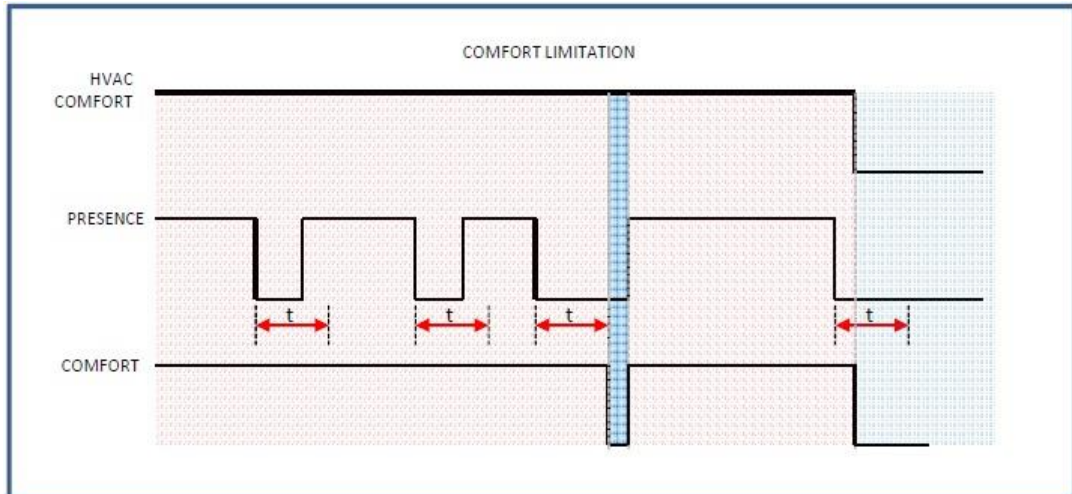 COMFORT LIMITATION
HVAC
COMFORT
PRESENCE
t
t
t
t
COMFORT